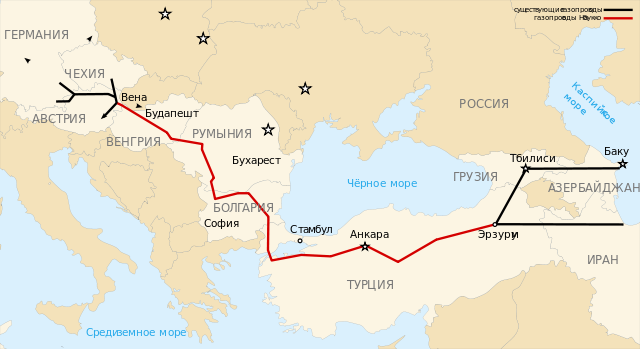 существующие газопроводы
газопроводы Набукко
ГЕРМАНИЯ
ЧЕХИЯ
Вена
АВСТРИЯ
Будапешт
ВЕНГРИЯ
РУМЫНИЯ
Бухарест
РОССИЯ
Каспийское
море
Тбилиси
Баку
ГРУЗИЯ
АЗЕРБАЙДЖАН
Чёрное море
БОЛГАРИЯ
София
Стамбул
Анкара
Эрзурум
ИРАН
ТУРЦИЯ
Средиземное море